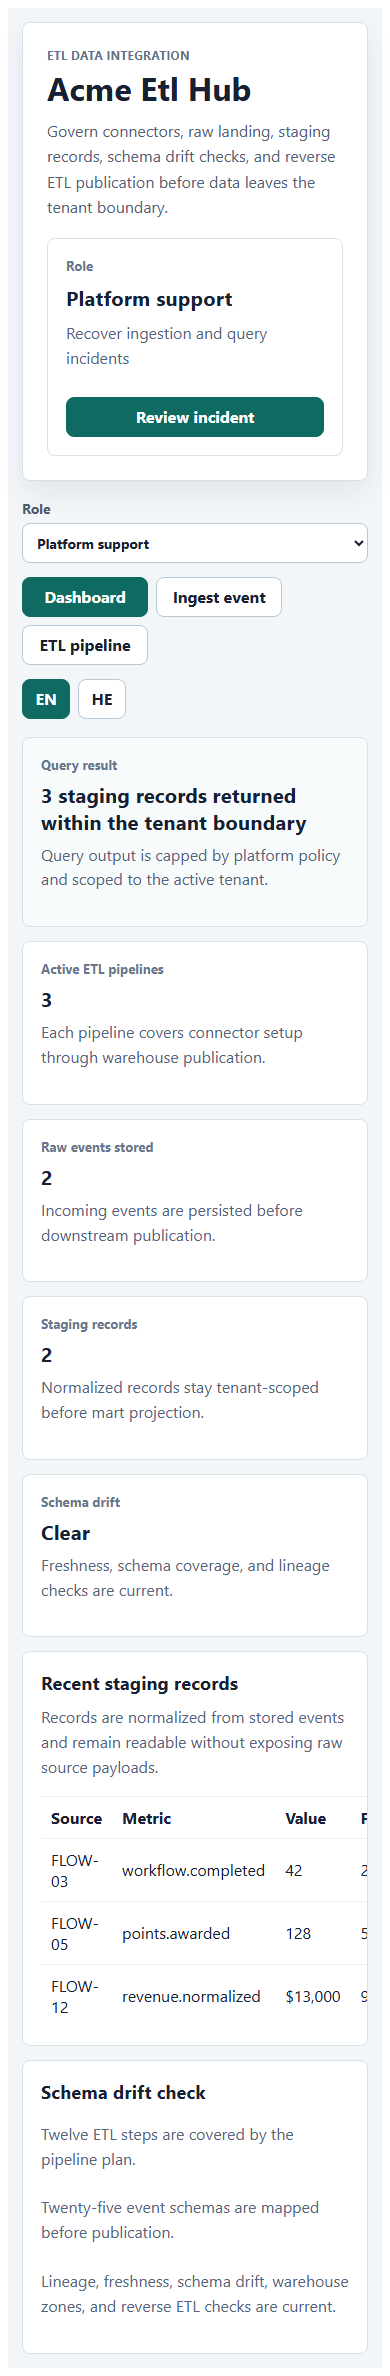 ETL DATA INTEGRATION
Acme Etl Hub
Govern connectors, raw landing, staging
records, schema drift checks, and reverse
ETL publication before data leaves the
tenant boundary.
Role
Platform support
Recover ingestion and query
incidents
Review incident
Role
Platform support
Dashboard
Ingest event
ETL pipeline
EN
HE
Query result
3 staging records returned
within the tenant boundary
Query output is capped by platform policy
and scoped to the active tenant.
Active ETL pipelines
3
Each pipeline covers connector setup
through warehouse publication.
Raw events stored
2
Incoming events are persisted before
downstream publication.
Staging records
2
Normalized records stay tenant-scoped
before mart projection.
Schema drift
Clear
Freshness, schema coverage, and lineage
checks are current.
Recent staging records
Records are normalized from stored events
and remain readable without exposing raw
source payloads.
Source Metric Value
FLOW-
03 workflow.completed 42
FLOW-
05 points.awarded 128
FLOW-
12 revenue.normalized $13,000
Schema drift check
Twelve ETL steps are covered by the
pipeline plan.
Twenty-five event schemas are mapped
before publication.
Lineage, freshness, schema drift, warehouse
zones, and reverse ETL checks are current.